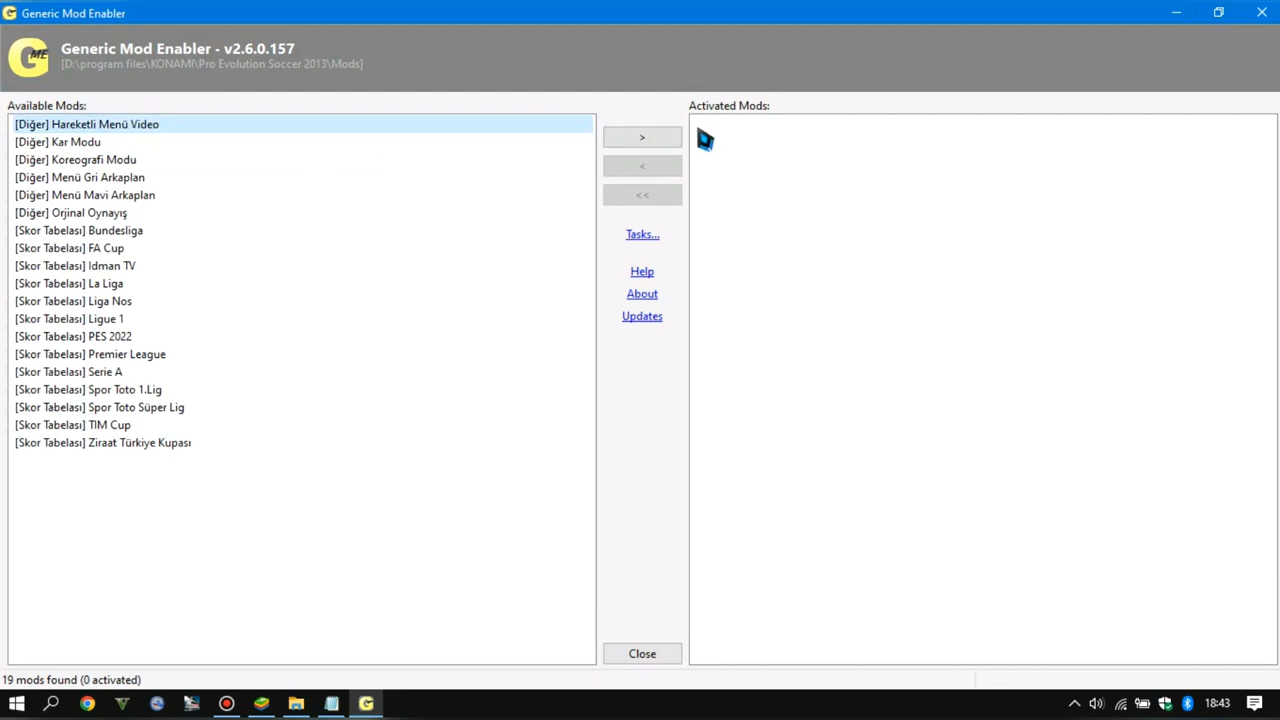 Generic Mod Enabler
G ME
Generic Mod Enabler - v2.6.0.157
[D:\program files\KONAMI\Pro Evolution Soccer 2013\Mods]
Available Mods:
[Diğer] Hareketli Menü Video
[Diğer] Kar Modu
[Diğer] Koreografi Modu
[Diğer] Menü Gri Arkaplan
[Diğer] Menü Mavi Arkaplan
[Diğer] Orjinal Oynayış
[Skor Tabelası] Bundesliga
[Skor Tabelası] FA Cup
[Skor Tabelası] Idman TV
[Skor Tabelası] La Liga
[Skor Tabelası] Liga Nos
[Skor Tabelası] Ligue 1
[Skor Tabelası] PES 2022
[Skor Tabelası] Premier League
[Skor Tabelası] Serie A
[Skor Tabelası] Spor Toto 1.Lig
[Skor Tabelası] Spor Toto Süper Lig
[Skor Tabelası] TIM Cup
[Skor Tabelası] Ziraat Türkiye Kupası
>
<
<<
Tasks...
Help
About
Updates
Close
Activated Mods:
19 mods found (0 activated)
18:43